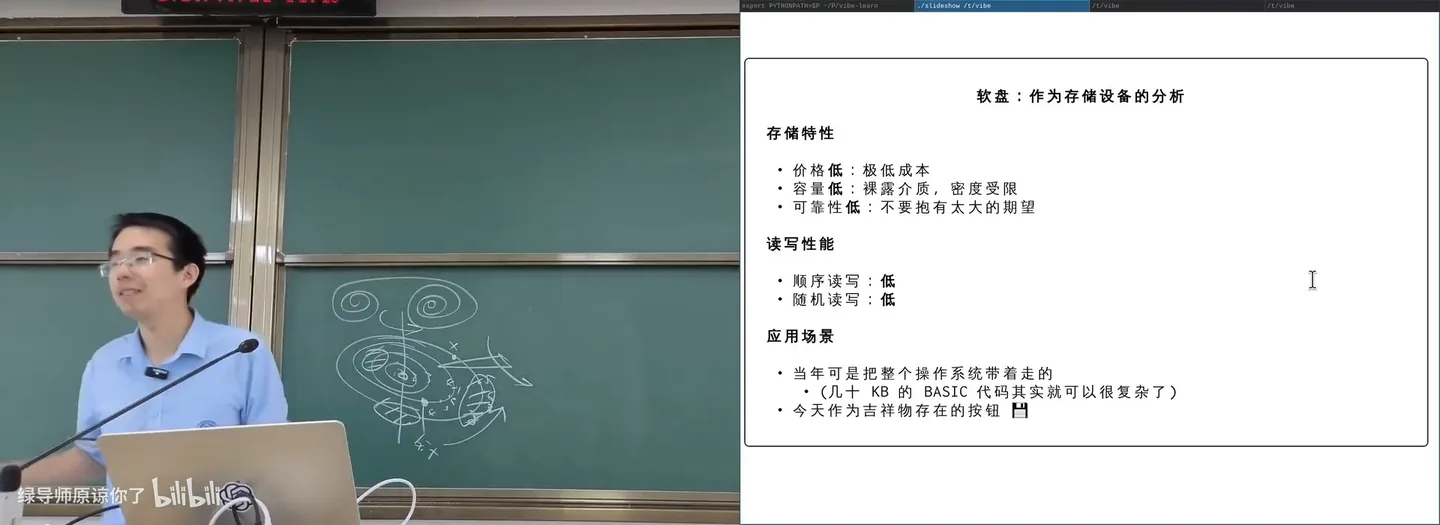 export PYTHONPATH=$P ~/P/vibe-learn
./slideshow /t/vibe
/t/vibe
/t/vibe
软盘：作为存储设备的分析
存储特性
• 价格低：极低成本
• 容量低：裸露介质，密度受限
• 可靠性低：不要抱有太大的期望
读写性能
• 顺序读写：低
• 随机读写：低
应用场景
• 当年可是把整个操作系统带着走的
• (几十 KB 的 BASIC 代码其实就可以很复杂了)
• 今天作为吉祥物存在的按钮 💾
绿导师原谅你了 bilibili